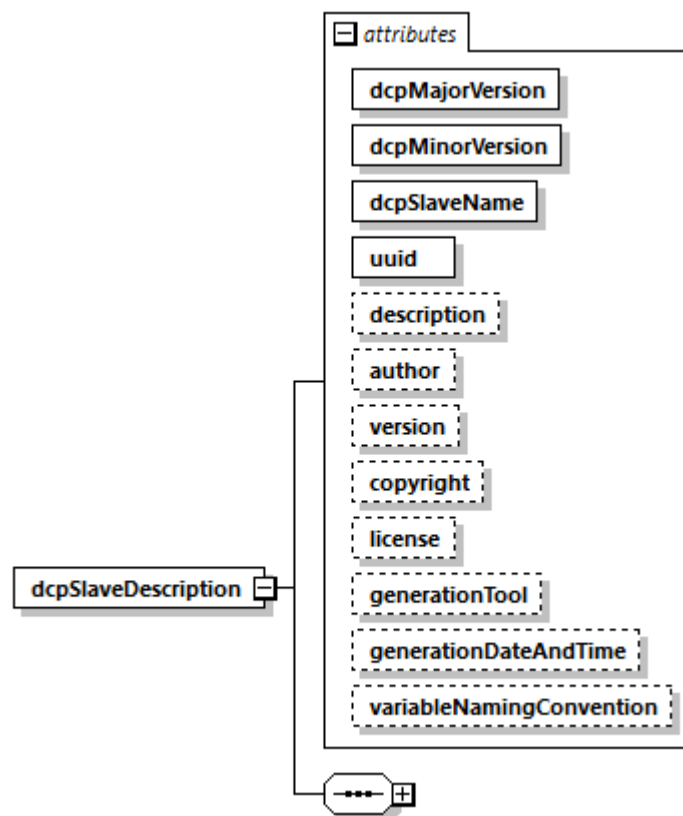 attributes
dcpMajorVersion
dcpMinorVersion
dcpSlaveName
uuid
description
author
version
copyright
license
generationTool
generationDateAndTime
variableNamingConvention
dcpSlaveDescription